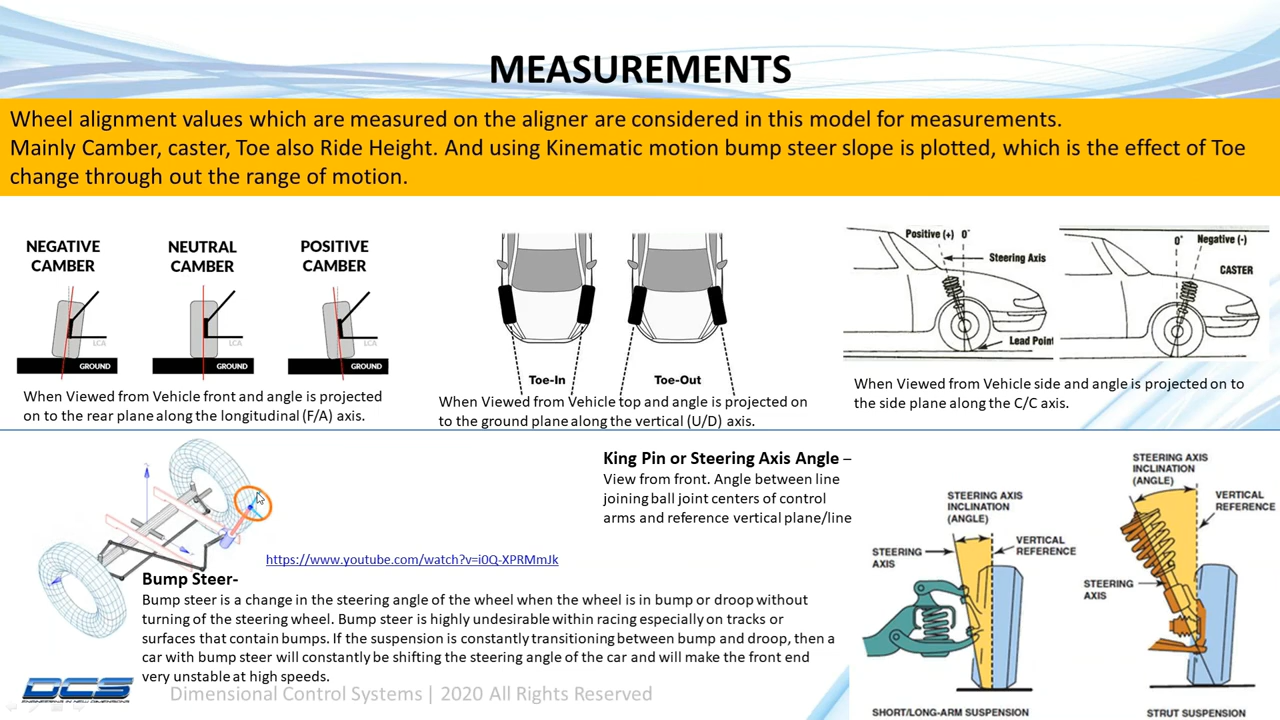 MEASUREMENTS
Wheel alignment values which are measured on the aligner are considered in this model for measurements.
Mainly Camber, caster, Toe also Ride Height. And using Kinematic motion bump steer slope is plotted, which is the effect of Toe
change through out the range of motion.
NEGATIVE
CAMBER
NEUTRAL
CAMBER
POSITIVE
CAMBER
LCA
LCA
LCA
GROUND
GROUND
GROUND
When Viewed from Vehicle front and angle is projected
on to the rear plane along the longitudinal (F/A) axis.
Toe-In
Toe-Out
When Viewed from Vehicle top and angle is projected on
to the ground plane along the vertical (U/D) axis.
Positive (+) 0°
Steering Axis
Lead Point
0° Negative (-)
CASTER
When Viewed from Vehicle side and angle is projected on to
the side plane along the C/C axis.
https://www.youtube.com/watch?v=i0Q-XPRMmJk
Bump Steer-
Bump steer is a change in the steering angle of the wheel when the wheel is in bump or droop without
turning of the steering wheel. Bump steer is highly undesirable within racing especially on tracks or
surfaces that contain bumps. If the suspension is constantly transitioning between bump and droop, then a
car with bump steer will constantly be shifting the steering angle of the car and will make the front end
very unstable at high speeds.
King Pin or Steering Axis Angle –
View from front. Angle between line
joining ball joint centers of control
arms and reference vertical plane/line
STEERING AXIS
INCLINATION
(ANGLE)
STEERING
AXIS
VERTICAL
REFERENCE
SHORT/LONG-ARM SUSPENSION
STEERING AXIS
INCLINATION
(ANGLE)
VERTICAL
REFERENCE
STEERING
AXIS
STRUT SUSPENSION
DCS
Dimensional Control Systems | 2020 All Rights Reserved